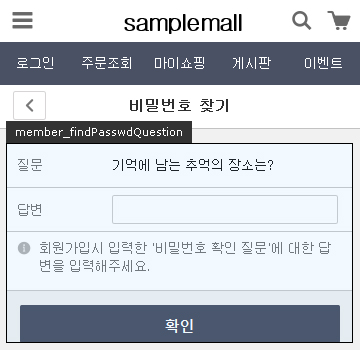 samplemall
로그인 주문조회 마이쇼핑 게시판 이벤트
비밀번호 찾기
member_findPasswdQuestion
질문 기억에 남는 추억의 장소는?
답변
회원가입시 입력한 '비밀번호 확인 질문'에 대한 답
변을 입력해주세요.
확인